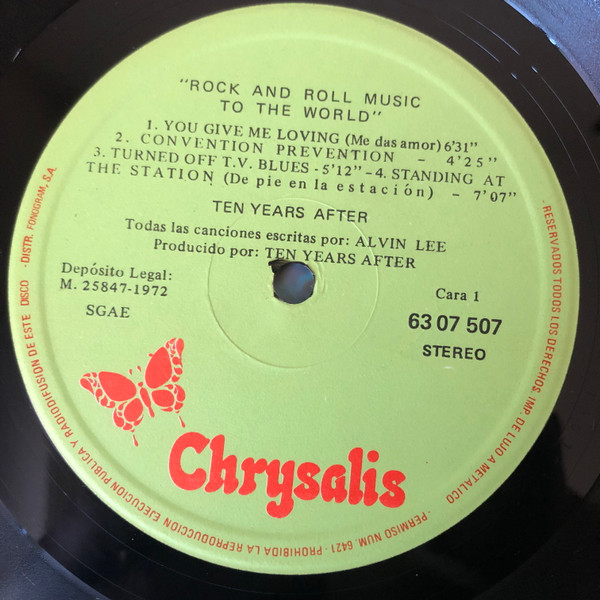 "ROCK AND ROLL MUSIC
TO THE WORLD"
1. YOU GIVE ME LOVING (Me das amor) 6'31"
2. CONVENTION PREVENTION - 4'25"
3. TURNED OFF T.V. BLUES - 5'12" - 4. STANDING AT
THE STATION (De pie en la estación) - 7'07"
TEN YEARS AFTER
Todas las canciones escritas por: ALVIN LEE
Producido por: TEN YEARS AFTER
Depósito Legal:
M. 25847-1972
SGAE
Cara 1
63 07 507
STEREO
Chrysalis
· RESERVADOS TODOS LOS DERECHOS. IMP. DE LUJO A METALICO · PERMISO NUM. 6421 · PROHIBIDA LA REPRODUCCION EJECUCION PUBLICA Y RADIODIFUSION DE ESTE DISCO · DISTR. FONOGRAM, S.A.